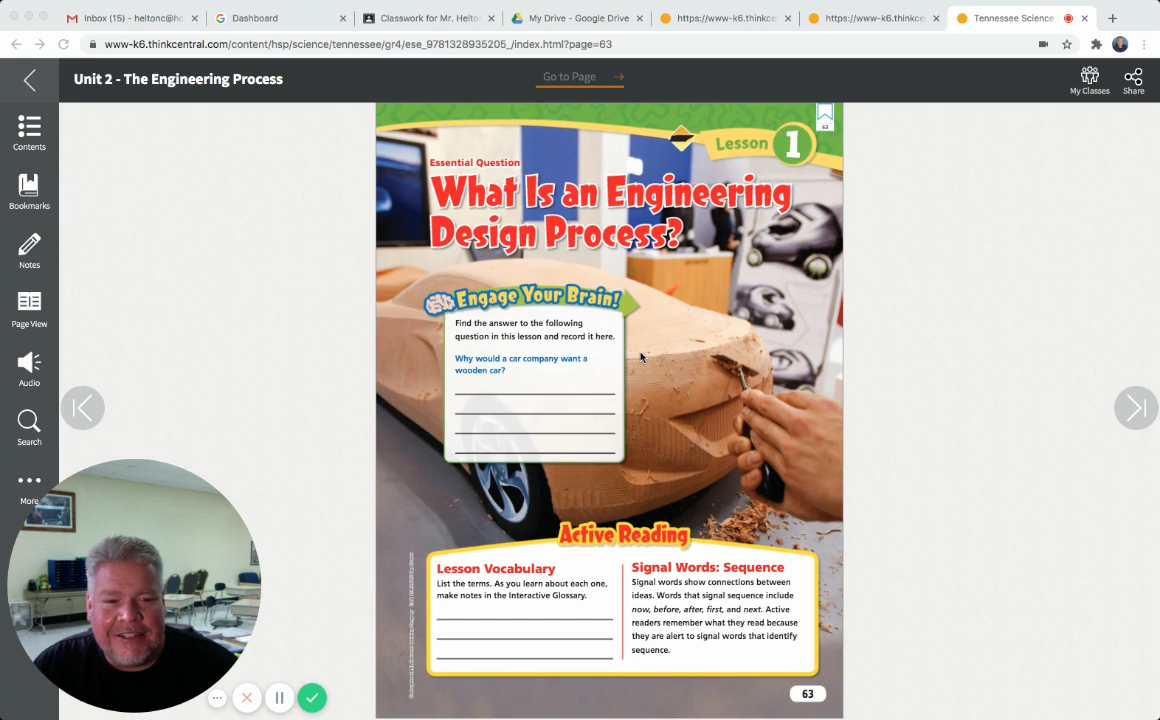 Inbox (15) - heltonc@hc
Dashboard
Classwork for Mr. Helto
My Drive - Google Drive
https://www-k6.thinkce
https://www-k6.thinkce
Tennessee Science
www-k6.thinkcentral.com/content/hsp/science/tennessee/gr4/ese_9781328935205_/index.html?page=63
Unit 2 - The Engineering Process
Go to Page
My Classes
Share
Contents
Bookmarks
Notes
Page View
Audio
Search
More
63
Lesson 1
Essential Question
What Is an Engineering
Design Process?
Engage Your Brain!
Find the answer to the following
question in this lesson and record it here.
Why would a car company want a
wooden car?
Active Reading
Lesson Vocabulary
List the terms. As you learn about each one,
make notes in the Interactive Glossary.
Signal Words: Sequence
Signal words show connections between
ideas. Words that signal sequence include
now, before, after, first, and next. Active
readers remember what they read because
they are alert to signal words that identify
sequence.
63